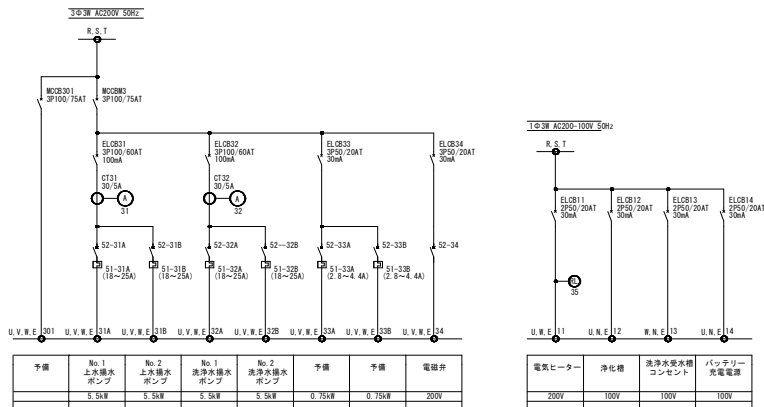 3Φ3W AC200V 50Hz
R.S.T
MCCB301
3P100/75AT
MCCBM3
3P100/75AT
ELCB31
3P100/60AT
100mA
ELCB32
3P100/60AT
100mA
ELCB33
3P50/20AT
30mA
ELCB34
3P50/20AT
30mA
CT31
30/5A
A
31
CT32
30/5A
A
32
52-31A
52-31B
52-32A
52--32B
52-33A
52-33B
52-34
51-31A
(18～25A)
51-31B
(18～25A)
51-32A
(18～25A)
51-32B
(18～25A)
51-33A
(2.8～4.4A)
51-33B
(2.8～4.4A)
U.V.W.E 301
U.V.W.E 31A
U.V.W.E 31B
U.V.W.E 32A
U.V.W.E 32B
U.V.W.E 33A
U.V.W.E
U.V.W.E 34
予備
No.1
上水揚水
ポンプ
No.2
上水揚水
ポンプ
No.1
洗浄水揚水
ポンプ
No.2
洗浄水揚水
ポンプ
予備
予備
電磁弁
5.5kW
5.5kW
5.5kW
5.5kW
0.75kW
0.75kW
200V
1Φ3W AC200-100V 50Hz
R.S.T
ELCB11
2P50/20AT
30mA
ELCB12
2P50/20AT
30mA
ELCB13
2P50/20AT
30mA
ELCB14
2P50/20AT
30mA
35
U.W.E 11
U.N.E 12
W.N.E 13
U.N.E 14
電気ヒーター
浄化槽
洗浄水受水槽
コンセント
バッテリー
充電電源
200V
100V
100V
100V